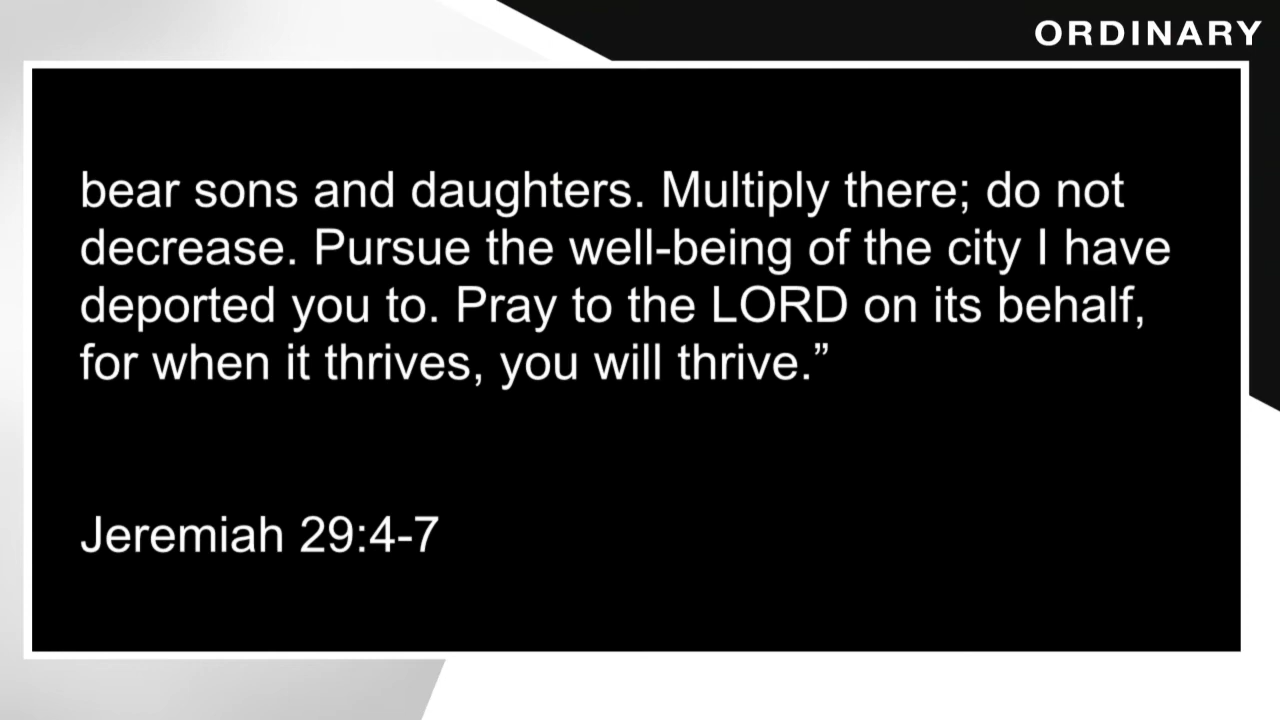 ORDINARY
bear sons and daughters. Multiply there; do not
decrease. Pursue the well-being of the city I have
deported you to. Pray to the LORD on its behalf,
for when it thrives, you will thrive.”
Jeremiah 29:4-7